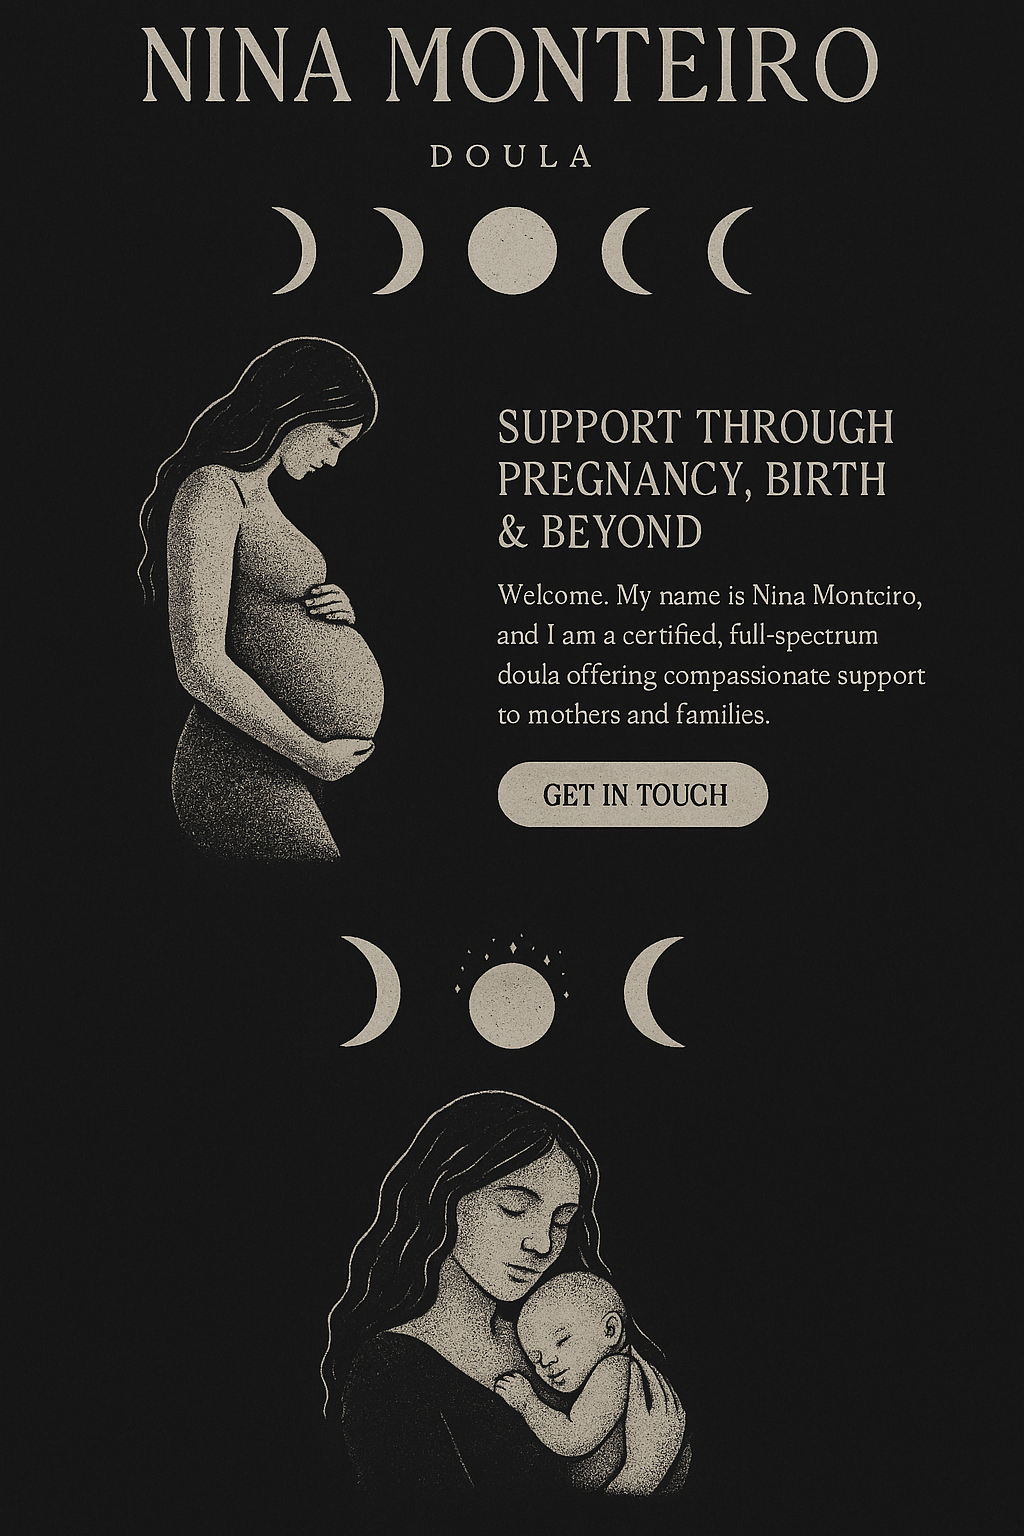 NINA MONTEIRO
DOULA
SUPPORT THROUGH
PREGNANCY, BIRTH
& BEYOND
Welcome. My name is Nina Montciro,
and I am a certified, full-spectrum
doula offering compassionate support
to mothers and families.
GET IN TOUCH